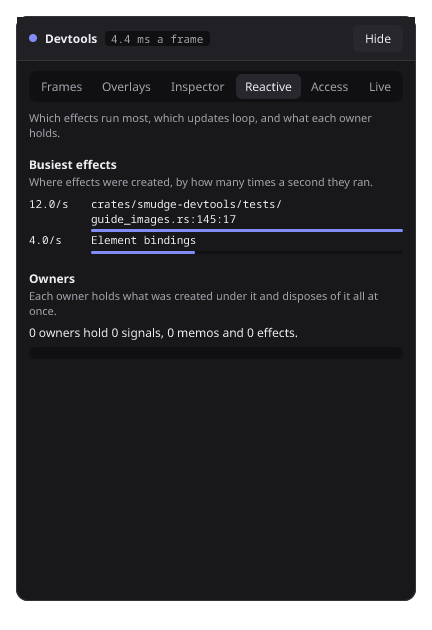 Devtools 4.4 ms a frame Hide
Frames Overlays Inspector Reactive Access Live
Which effects run most, which updates loop, and what each owner
holds.
Busiest effects
Where effects were created, by how many times a second they ran.
12.0/s crates/smudge-devtools/tests/
guide_images.rs:145:17
4.0/s Element bindings
Owners
Each owner holds what was created under it and disposes of it all at
once.
0 owners hold 0 signals, 0 memos and 0 effects.